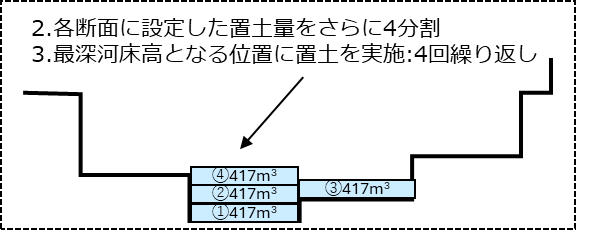 2.各断面に設定した置土量をさらに4分割
3.最深河床高となる位置に置土を実施:4回繰り返し
④417m³
②417m³
③417m³
①417m³